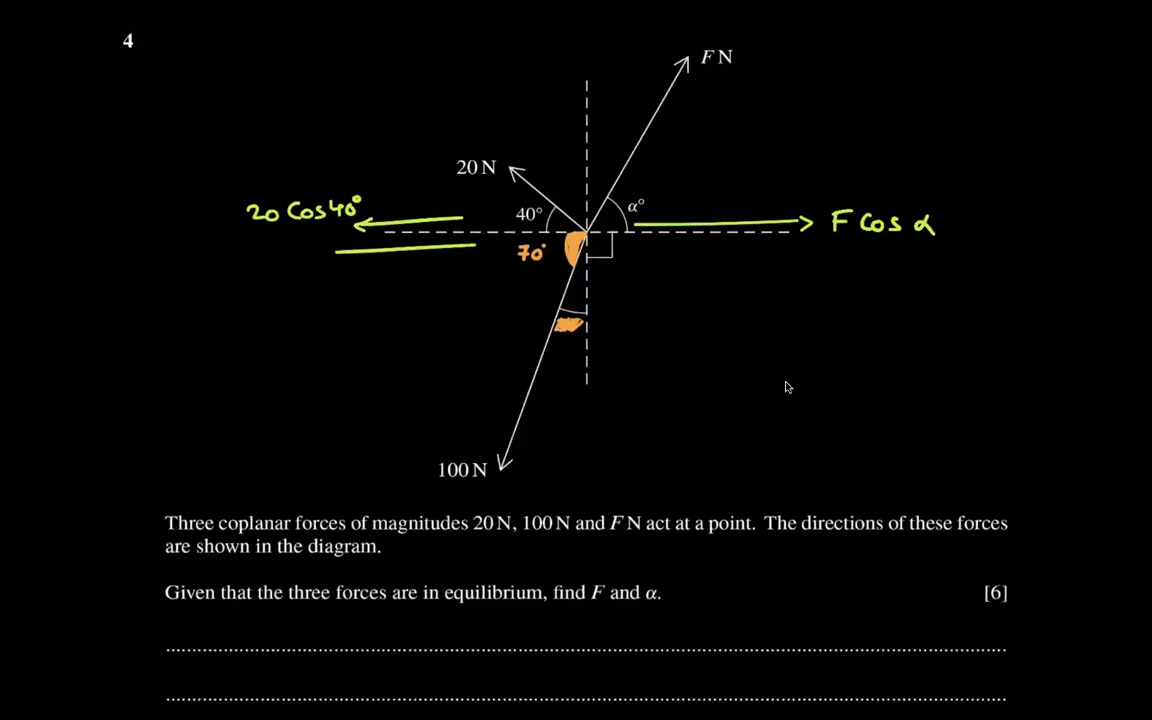 4
F N
20 N
20 Cos 40°
40°
α°
F Cos α
70°
100 N
Three coplanar forces of magnitudes 20 N, 100 N and F N act at a point. The directions of these forces
are shown in the diagram.
Given that the three forces are in equilibrium, find F and α. [6]